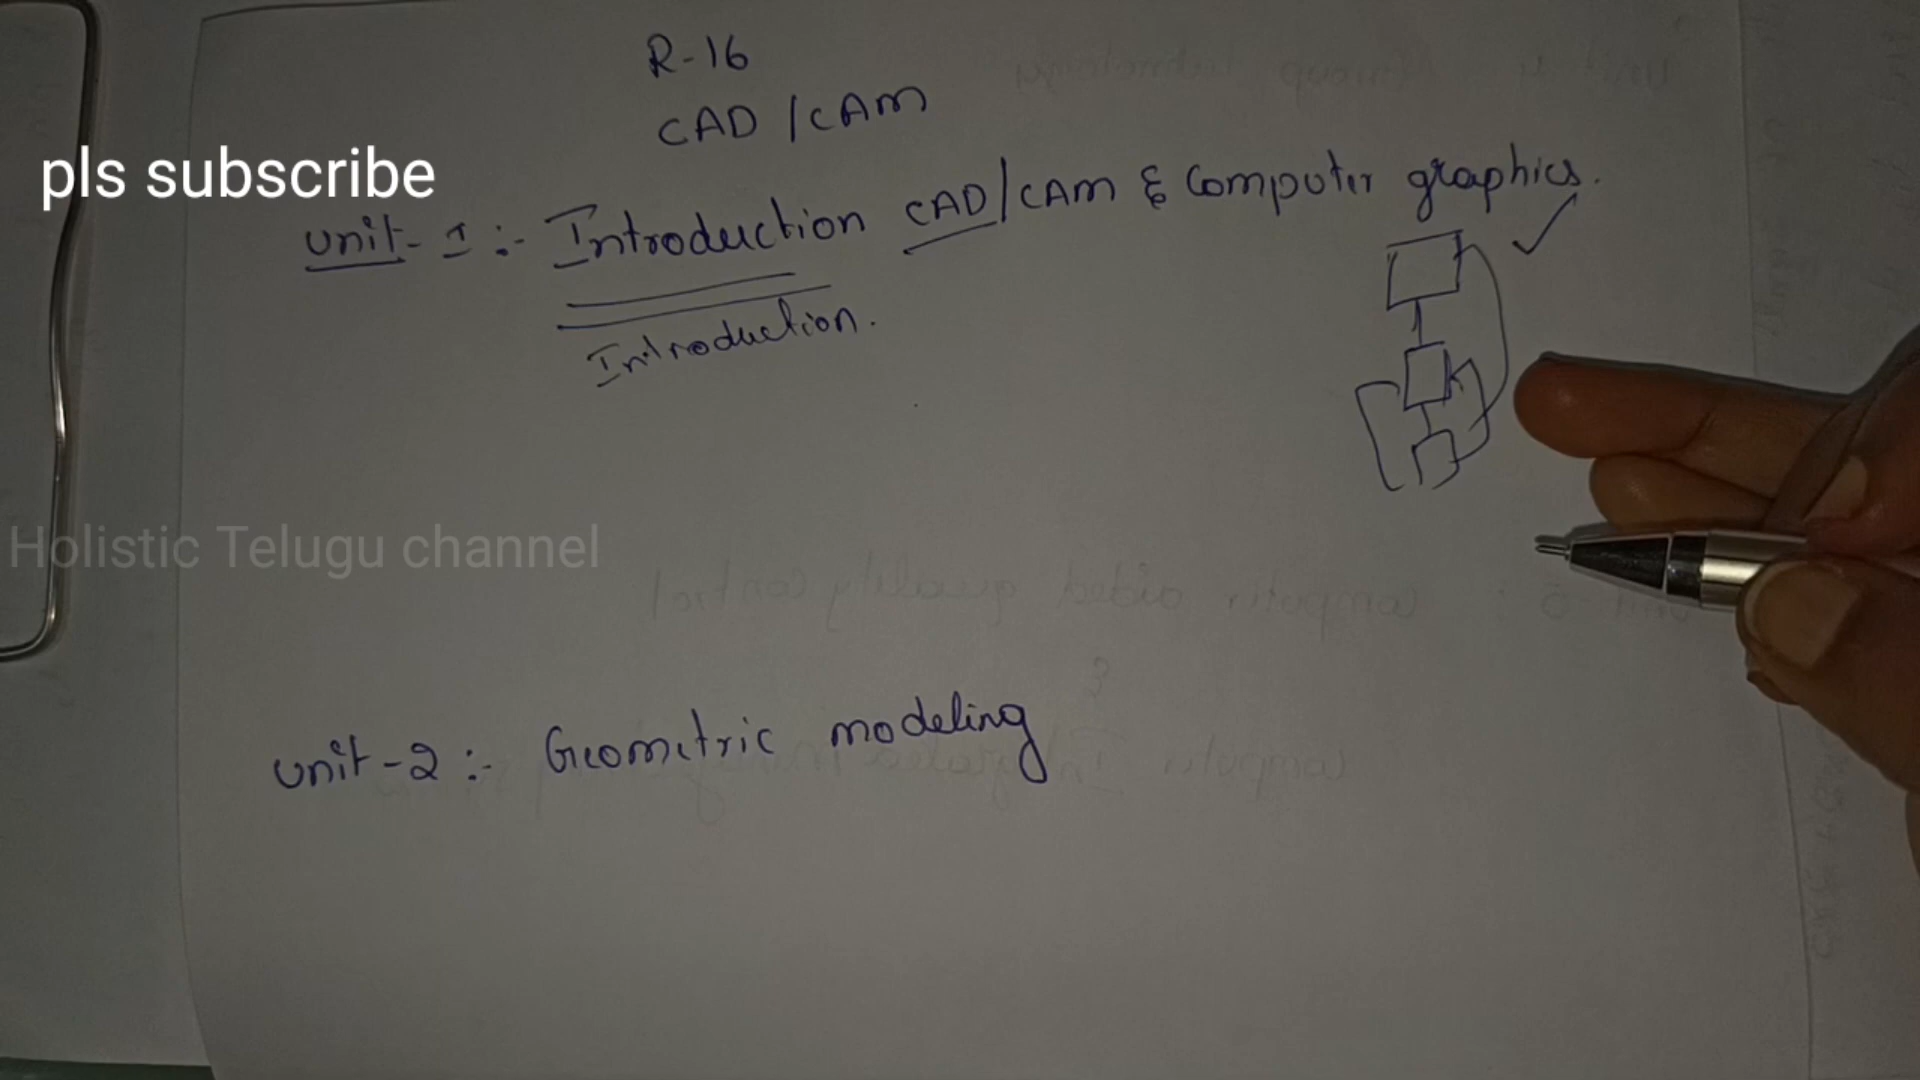 R-16
CAD / CAM
pls subscribe
unit- I :- Introduction CAD/CAM & Computer graphics.
Introduction.
Holistic Telugu channel
unit-2 :- Geometric modeling